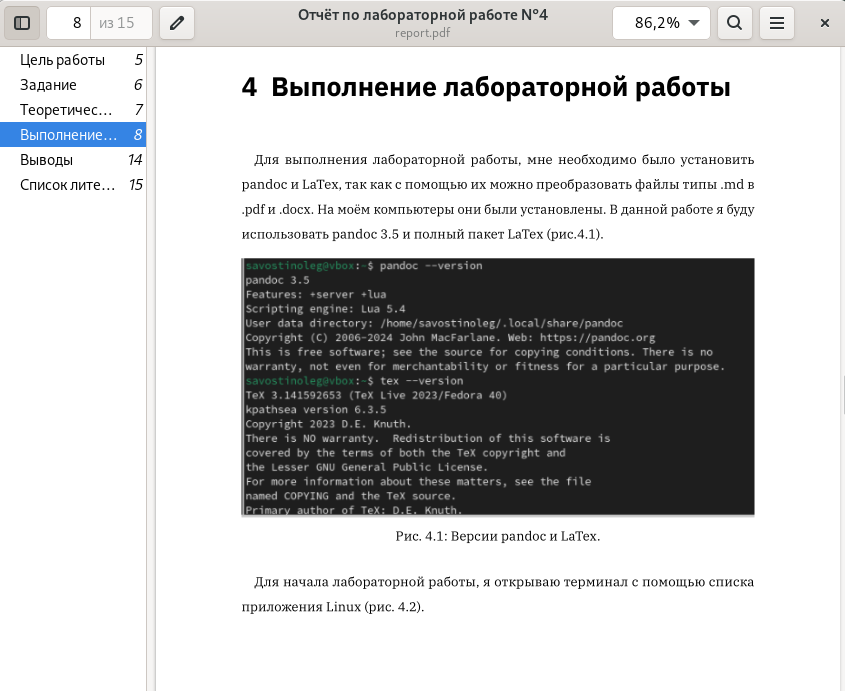 8
из 15
Отчёт по лабораторной работе №4
report.pdf
86,2%
Цель работы 5
Задание 6
Теоретичес… 7
Выполнение… 8
Выводы 14
Список лите… 15
4 Выполнение лабораторной работы
Для выполнения лабораторной работы, мне необходимо было установить
pandoc и LaTex, так как с помощью их можно преобразовать файлы типы .md в
.pdf и .docx. На моём компьютеры они были установлены. В данной работе я буду
использовать pandoc 3.5 и полный пакет LaTex (рис.4.1).
savostinoleg@vbox:~$ pandoc --version
pandoc 3.5
Features: +server +lua
Scripting engine: Lua 5.4
User data directory: /home/savostinoleg/.local/share/pandoc
Copyright (C) 2006-2024 John MacFarlane. Web: https://pandoc.org
This is free software; see the source for copying conditions. There is no
warranty, not even for merchantability or fitness for a particular purpose.
savostinoleg@vbox:~$ tex --version
TeX 3.141592653 (TeX Live 2023/Fedora 40)
kpathsea version 6.3.5
Copyright 2023 D.E. Knuth.
There is NO warranty.  Redistribution of this software is
covered by the terms of both the TeX copyright and
the Lesser GNU General Public License.
For more information about these matters, see the file
named COPYING and the TeX source.
Primary author of TeX: D.E. Knuth.
Рис. 4.1: Версии pandoc и LaTex.
Для начала лабораторной работы, я открываю терминал с помощью списка
приложения Linux (рис. 4.2).